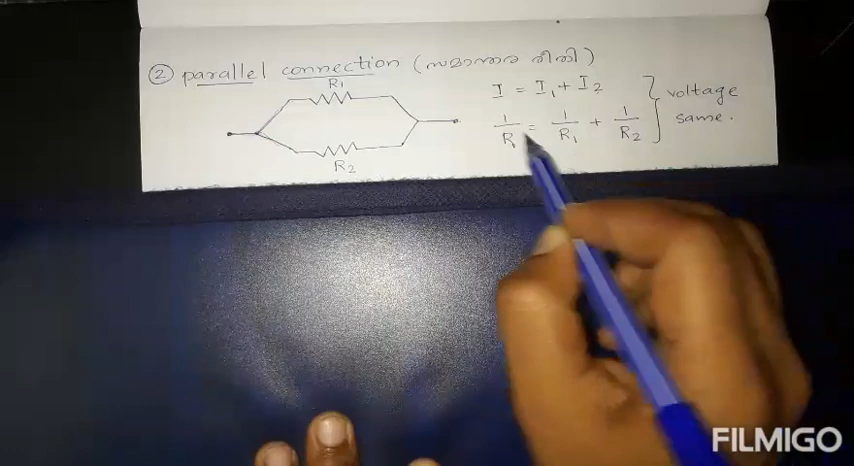 ② parallel connection (സമാന്തര രീതി)
R₁
R₂
I = I₁ + I₂
1/R = 1/R₁ + 1/R₂
voltage
same.
FILMIGO